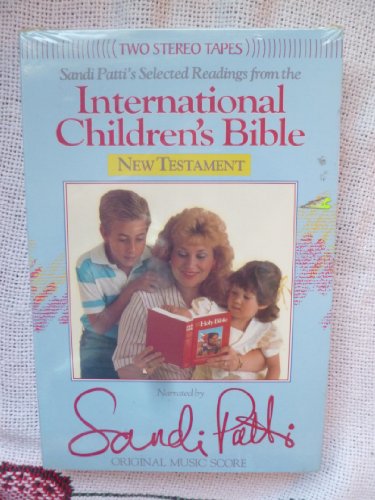 TWO STEREO TAPES
Sandi Patti's Selected Readings from the
International
Children's Bible
NEW TESTAMENT
Holy Bible
Narrated by
Sandi Patti
ORIGINAL MUSIC SCORE